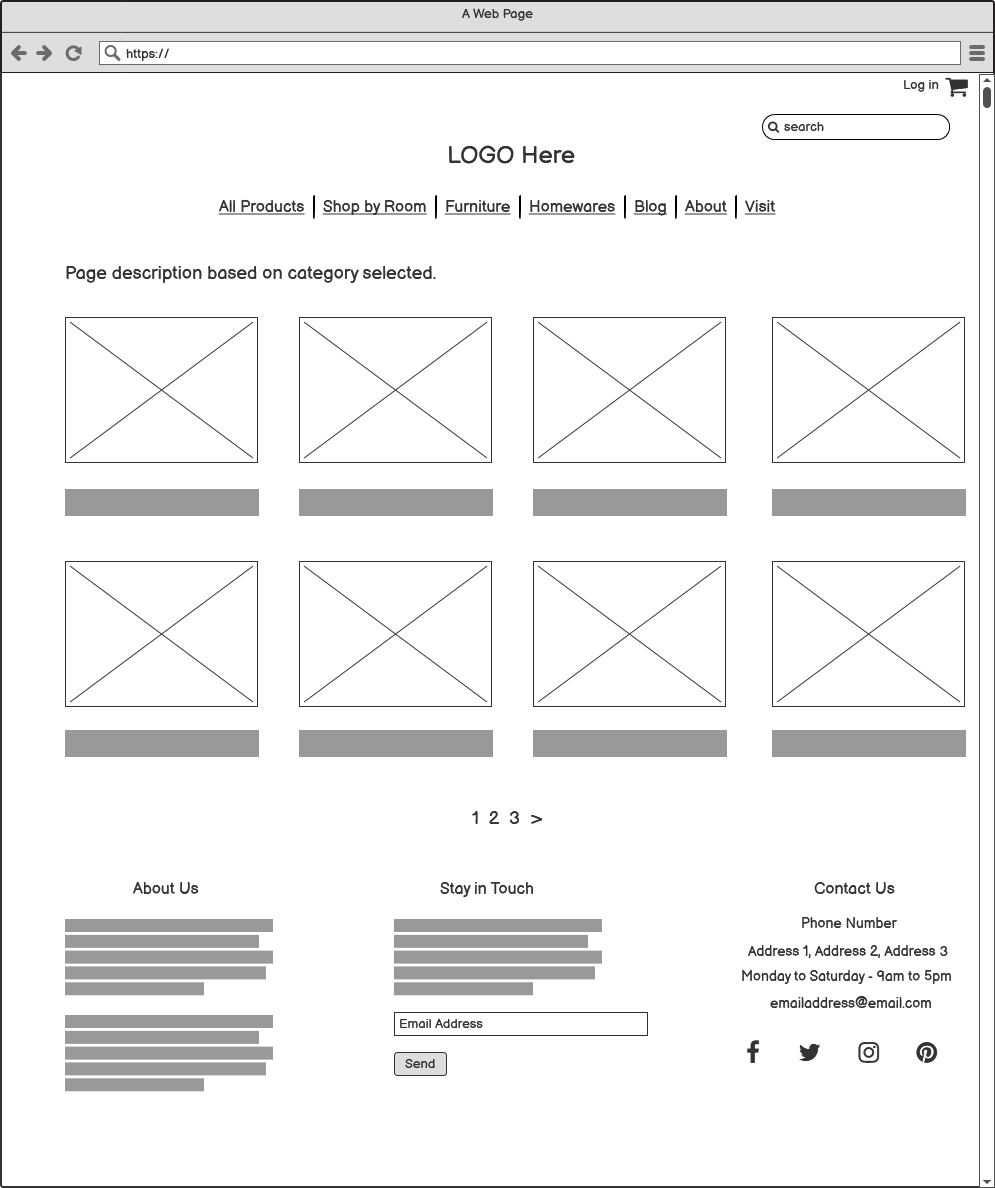 A Web Page
https://
Log in
search
LOGO Here
All Products Shop by Room Furniture Homewares Blog About Visit
Page description based on category selected.
1 2 3 >
About Us
Stay in Touch
Email Address
Send
Contact Us
Phone Number
Address 1, Address 2, Address 3
Monday to Saturday - 9am to 5pm
emailaddress@email.com